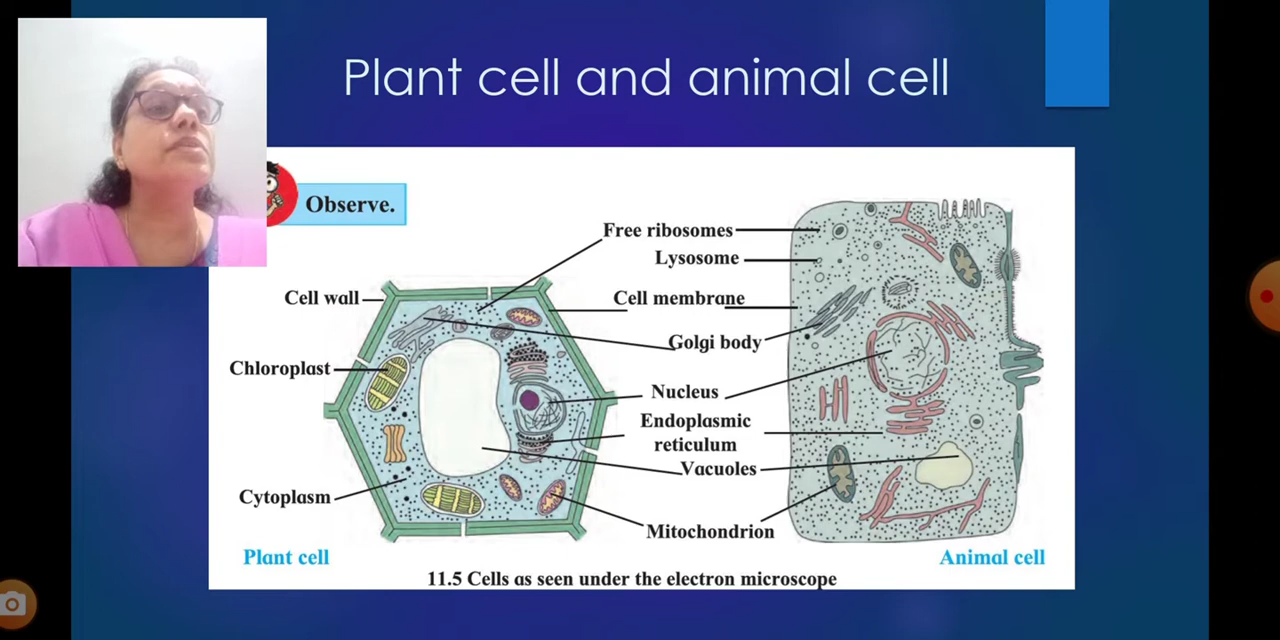 Plant cell and animal cell
Observe.
Free ribosomes
Lysosome
Cell wall
Cell membrane
Golgi body
Chloroplast
Nucleus
Endoplasmic
reticulum
Vacuoles
Cytoplasm
Mitochondrion
Plant cell
Animal cell
11.5 Cells as seen under the electron microscope